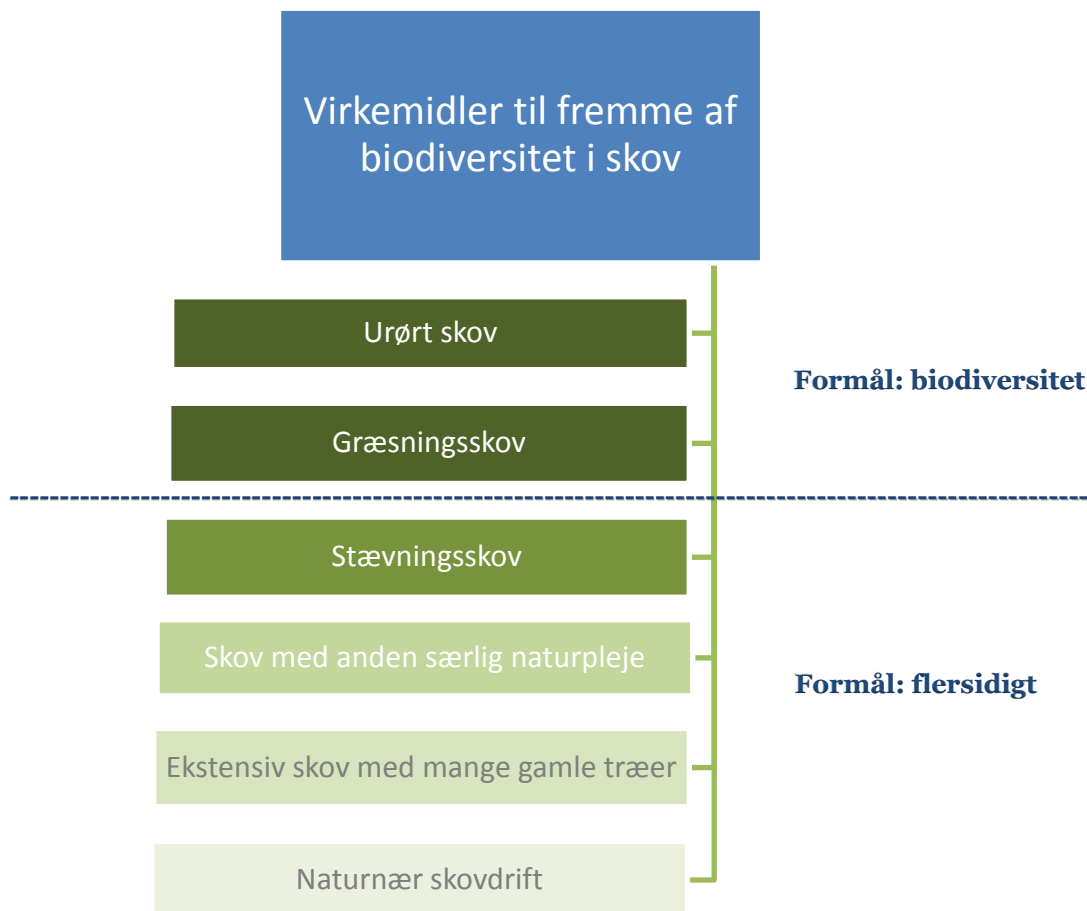 Virkemidler til fremme af
biodiversitet i skov
Urørt skov
Formål: biodiversitet
Græsningsskov
Stævningsskov
Skov med anden særlig naturpleje
Formål: flersidigt
Ekstensiv skov med mange gamle træer
Naturnær skovdrift